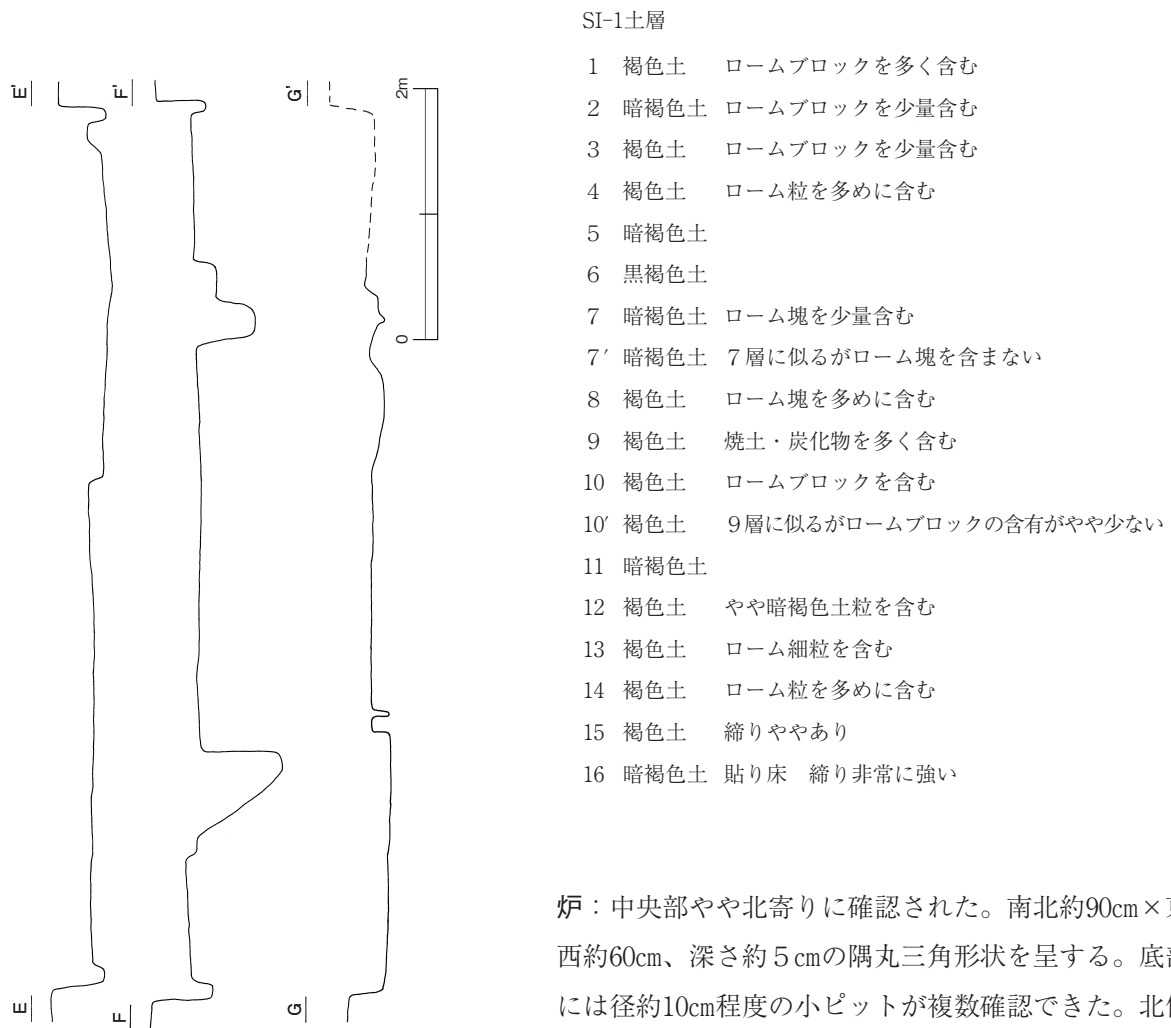 E'
F'
G'
2m
0
E
F
G
SI-1土層
1 褐色土 ロームブロックを多く含む
2 暗褐色土 ロームブロックを少量含む
3 褐色土 ロームブロックを少量含む
4 褐色土 ローム粒を多めに含む
5 暗褐色土
6 黒褐色土
7 暗褐色土 ローム塊を少量含む
7′ 暗褐色土 7層に似るがローム塊を含まない
8 褐色土 ローム塊を多めに含む
9 褐色土 焼土・炭化物を多く含む
10 褐色土 ロームブロックを含む
10′ 褐色土 9層に似るがロームブロックの含有がやや少ない
11 暗褐色土
12 褐色土 やや暗褐色土粒を含む
13 褐色土 ローム細粒を含む
14 褐色土 ローム粒を多めに含む
15 褐色土 締りややあり
16 暗褐色土 貼り床 締り非常に強い
炉：中央部やや北寄りに確認された。南北約90cm×東
西約60cm、深さ約5cmの隅丸三角形状を呈する。底部
には径約10cm程度の小ピットが複数確認できた。北側